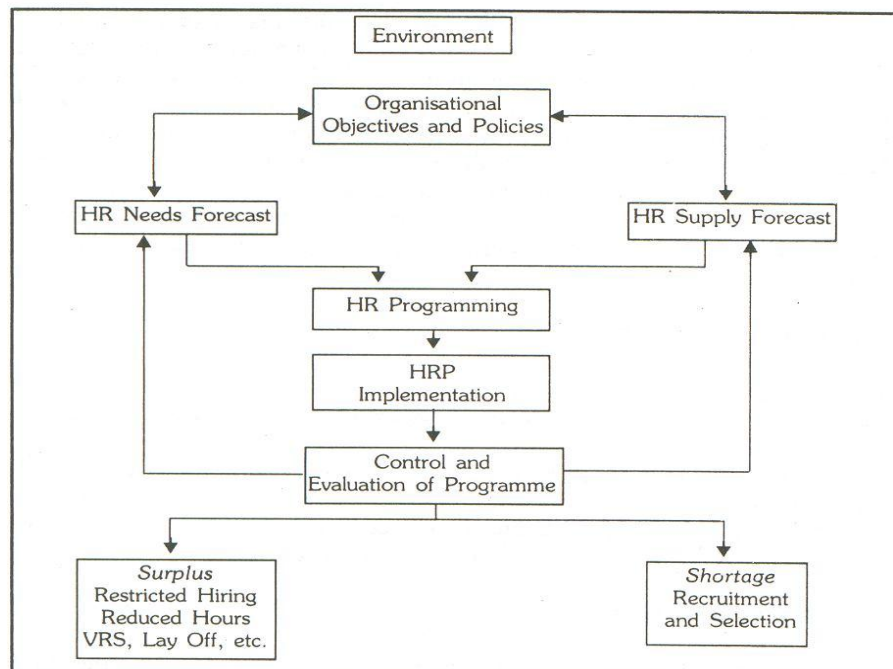 Environment
Organisational
Objectives and Policies
HR Needs Forecast
HR Supply Forecast
HR Programming
HRP
Implementation
Control and
Evaluation of Programme
Surplus
Restricted Hiring
Reduced Hours
VRS, Lay Off, etc.
Shortage
Recruitment
and Selection